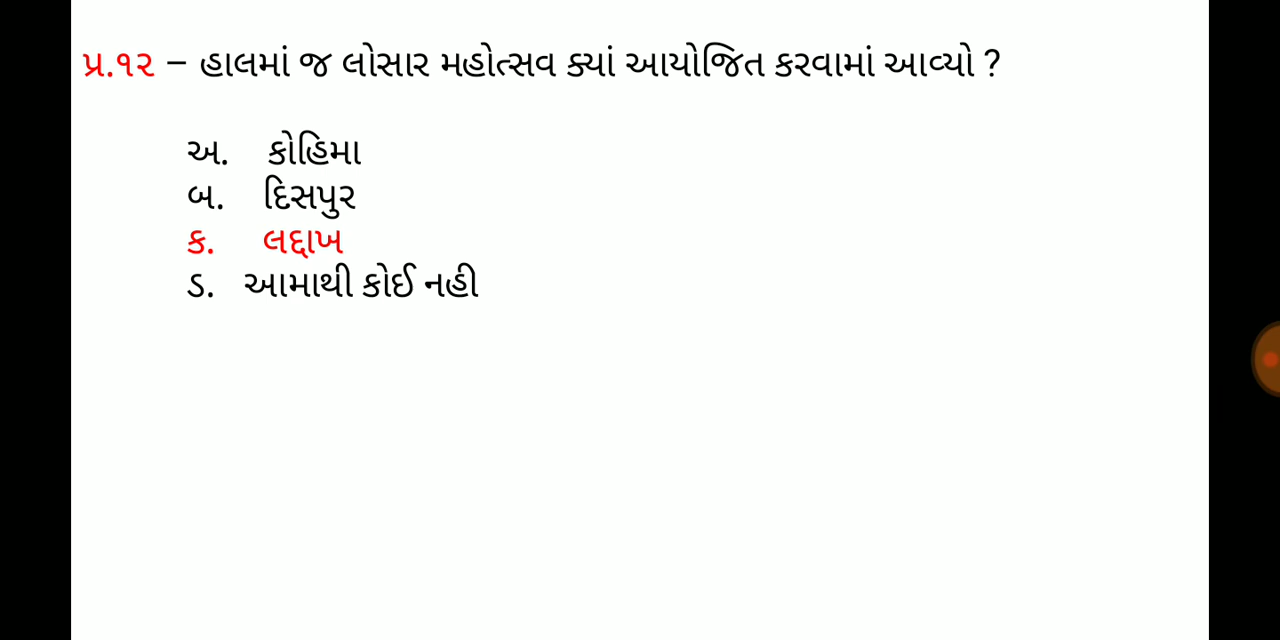 પ્ર.૧૨ – હાલમાં જ લોસાર મહોત્સવ ક્યાં આયોજિત કરવામાં આવ્યો ?
અ. કોહિમા
બ. દિસપુર
ક. લદ્દાખ
ડ. આમાથી કોઈ નહી